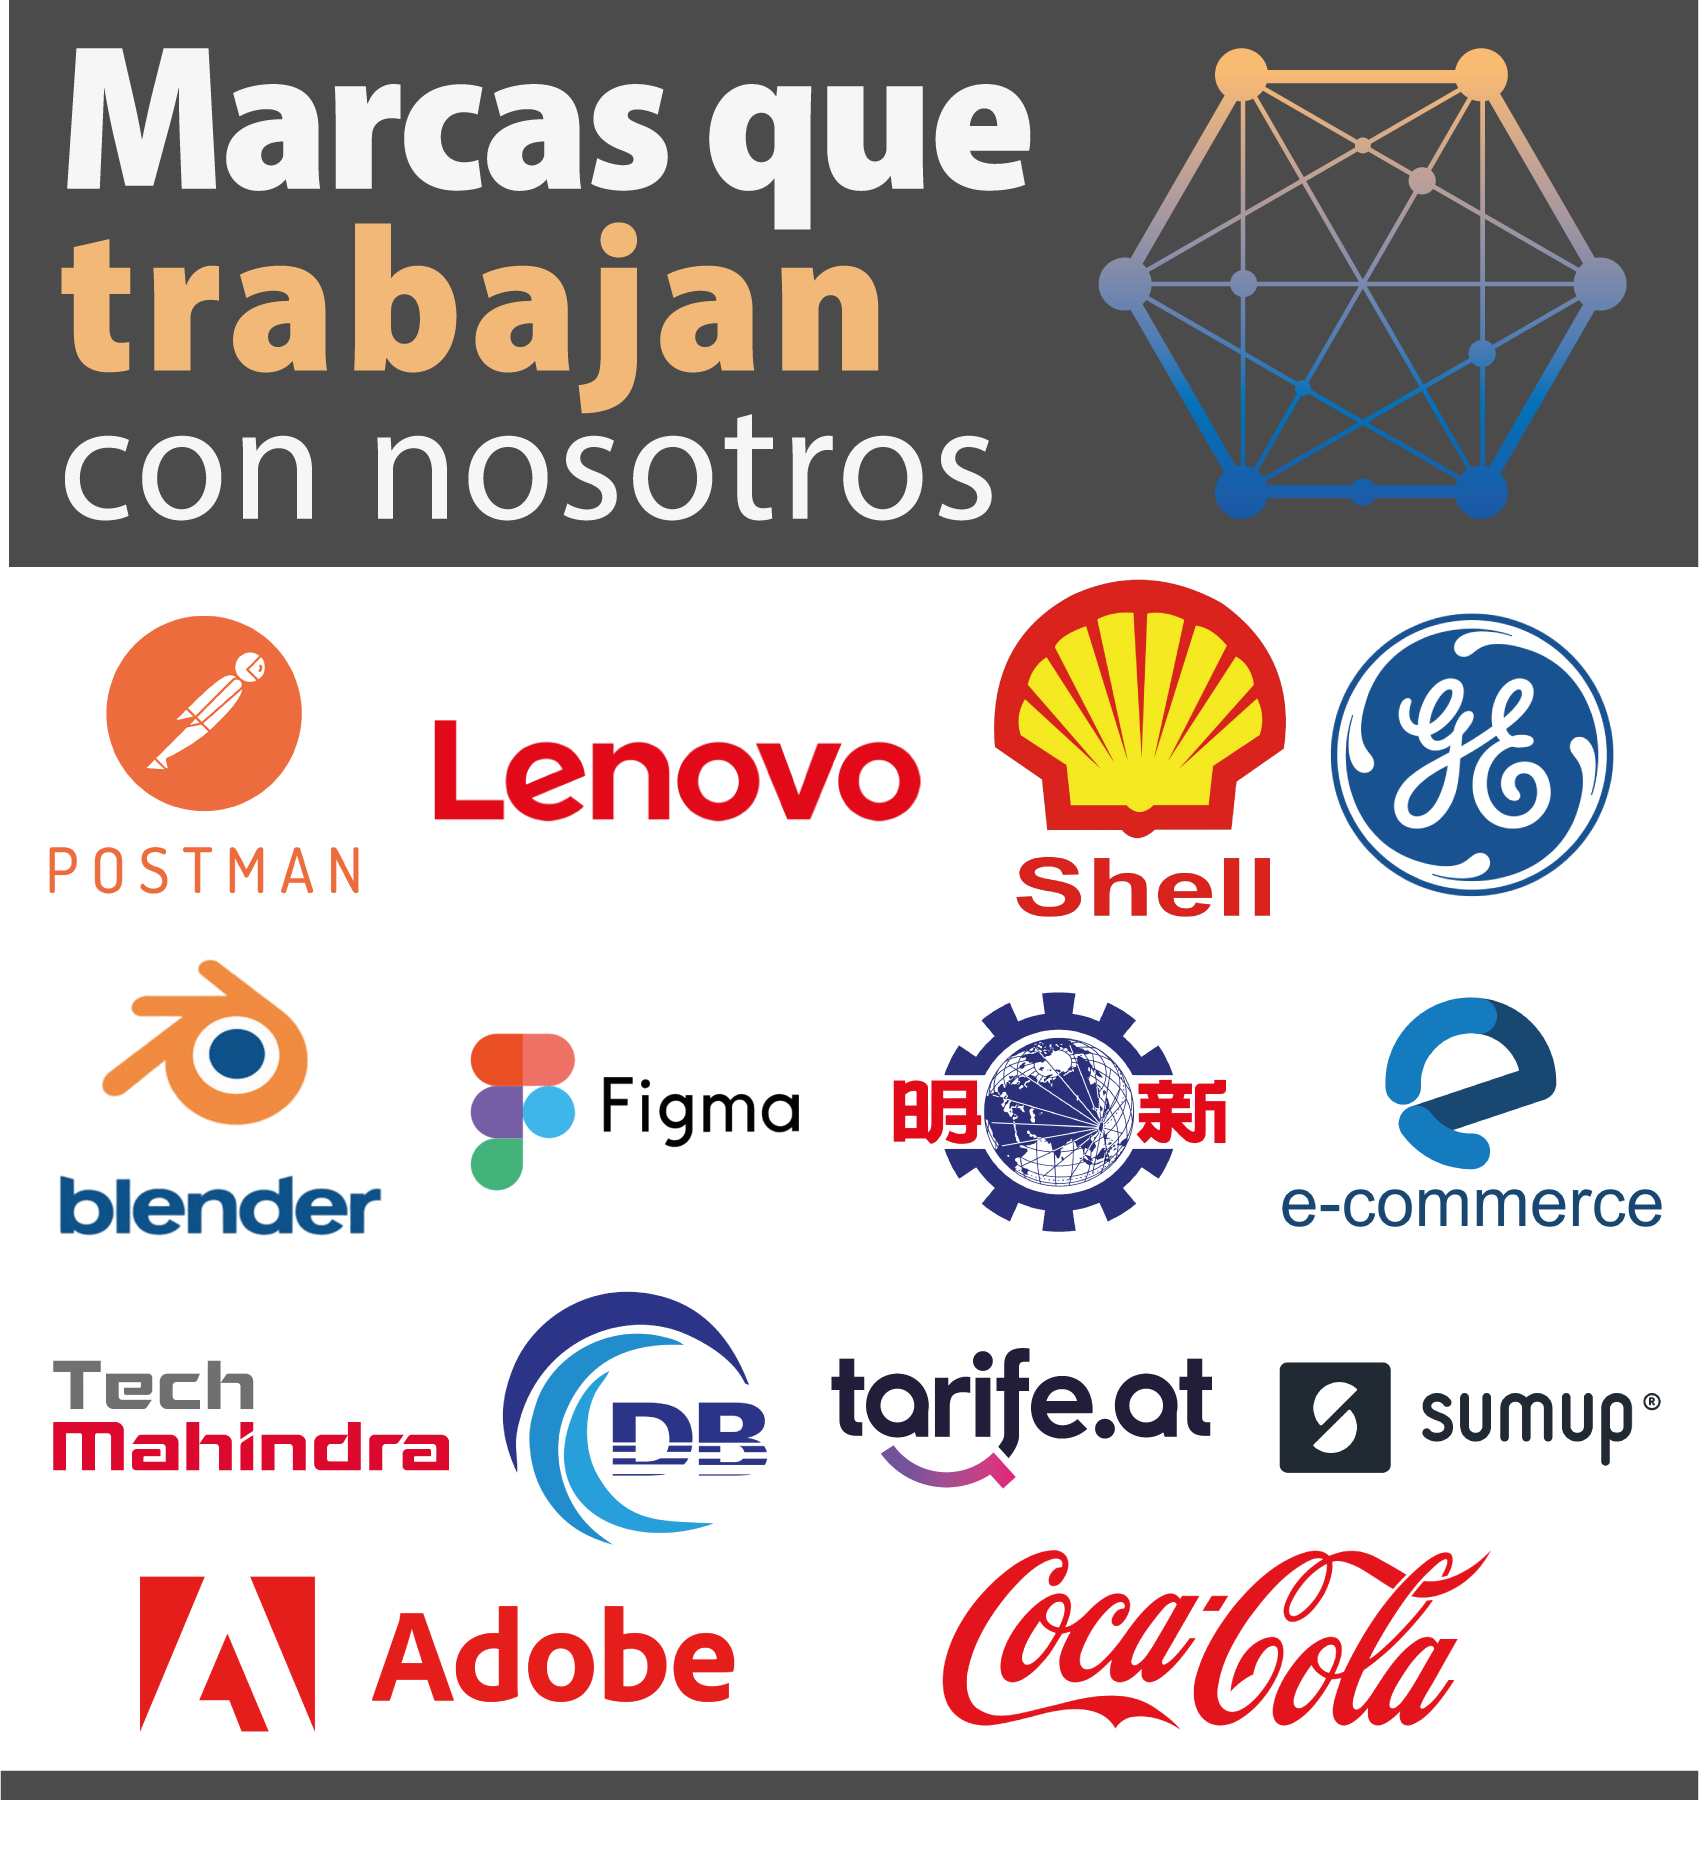 Marcas que
trabajan
con nosotros
POSTMAN
Lenovo
Shell
GE
blender
Figma
明新
e-commerce
Tech
Mahindra
DB
tarife.at
sumup®
Adobe
Coca-Cola